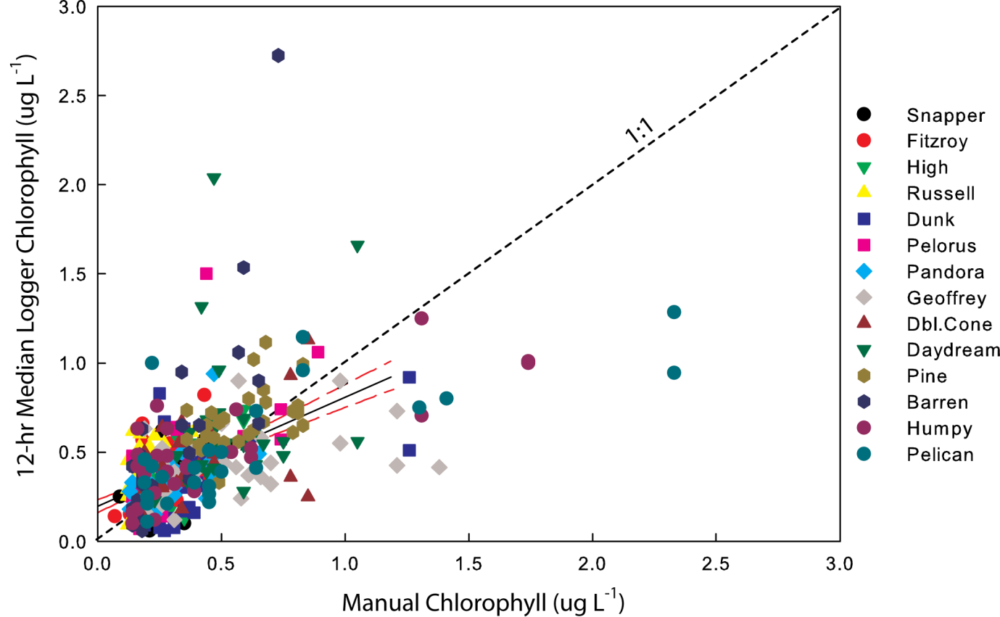 3.0
2.5
2.0
1.5
1.0
0.5
0.0
12-hr Median Logger Chlorophyll (ug L⁻¹)
1:1
0.0 0.5 1.0 1.5 2.0 2.5 3.0
Manual Chlorophyll (ug L⁻¹)
Snapper
Fitzroy
High
Russell
Dunk
Pelorus
Pandora
Geoffrey
Dbl.Cone
Daydream
Pine
Barren
Humpy
Pelican